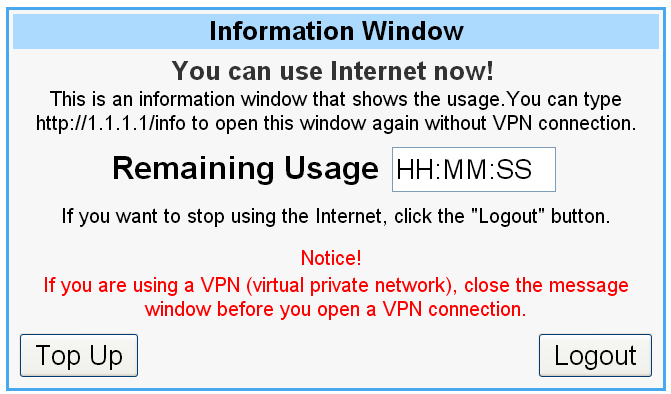 Information Window
You can use Internet now!
This is an information window that shows the usage.You can type
http://1.1.1.1/info to open this window again without VPN connection.
Remaining Usage HH:MM:SS
If you want to stop using the Internet, click the "Logout" button.
Notice!
If you are using a VPN (virtual private network), close the message
window before you open a VPN connection.
Top Up Logout